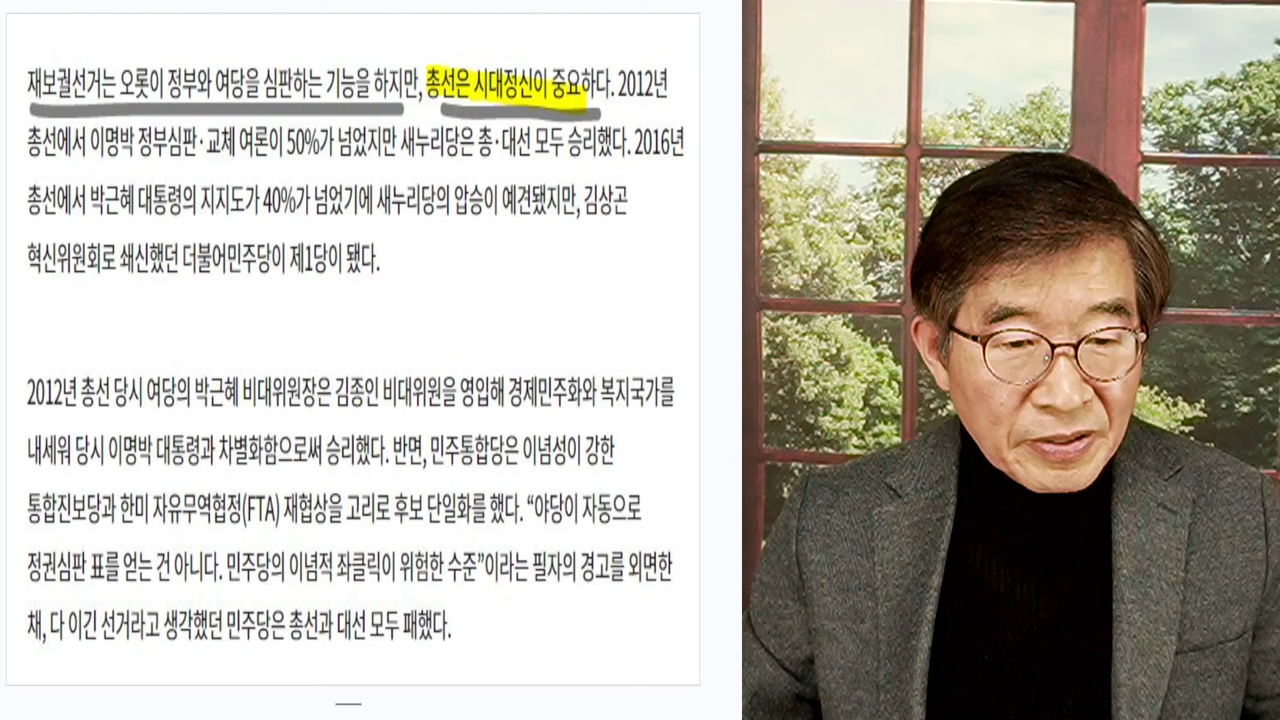 재보궐선거는 오롯이 정부와 여당을 심판하는 기능을 하지만, 총선은 시대정신이 중요하다. 2012년
총선에서 이명박 정부심판·교체 여론이 50%가 넘었지만 새누리당은 총·대선 모두 승리했다. 2016년
총선에서 박근혜 대통령의 지지도가 40%가 넘었기에 새누리당의 압승이 예견됐지만, 김상곤
혁신위원회로 쇄신했던 더불어민주당이 제1당이 됐다.
2012년 총선 당시 여당의 박근혜 비대위원장은 김종인 비대위원을 영입해 경제민주화와 복지국가를
내세워 당시 이명박 대통령과 차별화함으로써 승리했다. 반면, 민주통합당은 이념성이 강한
통합진보당과 한미 자유무역협정(FTA) 재협상을 고리로 후보 단일화를 했다. “야당이 자동으로
정권심판 표를 얻는 건 아니다. 민주당의 이념적 좌클릭이 위험한 수준”이라는 필자의 경고를 외면한
채, 다 이긴 선거라고 생각했던 민주당은 총선과 대선 모두 패했다.